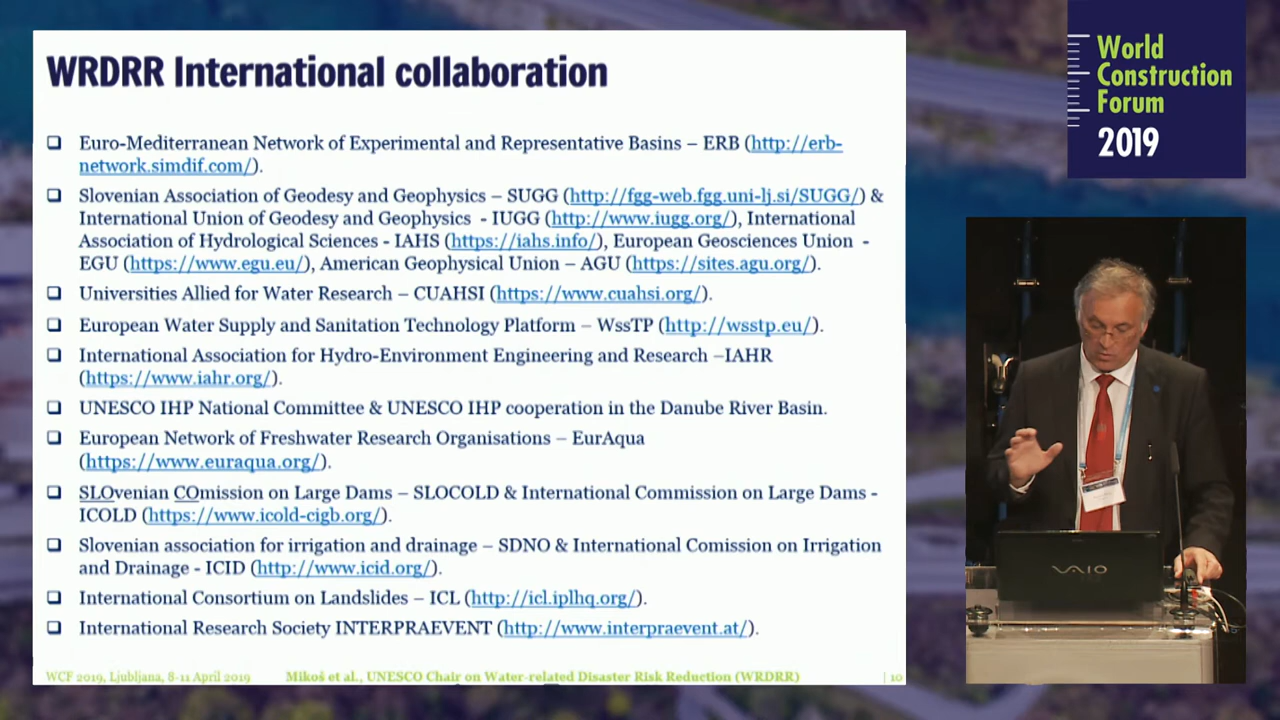 WRDRR International collaboration
❑ Euro-Mediterranean Network of Experimental and Representative Basins – ERB (http://erb-
network.simdif.com/).
❑ Slovenian Association of Geodesy and Geophysics – SUGG (http://fgg-web.fgg.uni-lj.si/SUGG/) &
International Union of Geodesy and Geophysics - IUGG (http://www.iugg.org/), International
Association of Hydrological Sciences - IAHS (https://iahs.info/), European Geosciences Union -
EGU (https://www.egu.eu/), American Geophysical Union – AGU (https://sites.agu.org/).
❑ Universities Allied for Water Research – CUAHSI (https://www.cuahsi.org/).
❑ European Water Supply and Sanitation Technology Platform – WssTP (http://wsstp.eu/).
❑ International Association for Hydro-Environment Engineering and Research –IAHR
(https://www.iahr.org/).
❑ UNESCO IHP National Committee & UNESCO IHP cooperation in the Danube River Basin.
❑ European Network of Freshwater Research Organisations – EurAqua
(https://www.euraqua.org/).
❑ SLOvenian COmission on Large Dams – SLOCOLD & International Commission on Large Dams -
ICOLD (https://www.icold-cigb.org/).
❑ Slovenian association for irrigation and drainage – SDNO & International Comission on Irrigation
and Drainage - ICID (http://www.icid.org/).
❑ International Consortium on Landslides – ICL (http://icl.iplhq.org/).
❑ International Research Society INTERPRAEVENT (http://www.interpraevent.at/).
WCF 2019, Ljubljana, 8-11 April 2019 Mikoš et al., UNESCO Chair on Water-related Disaster Risk Reduction (WRDRR) | 10
World
Construction
Forum
2019
VAIO